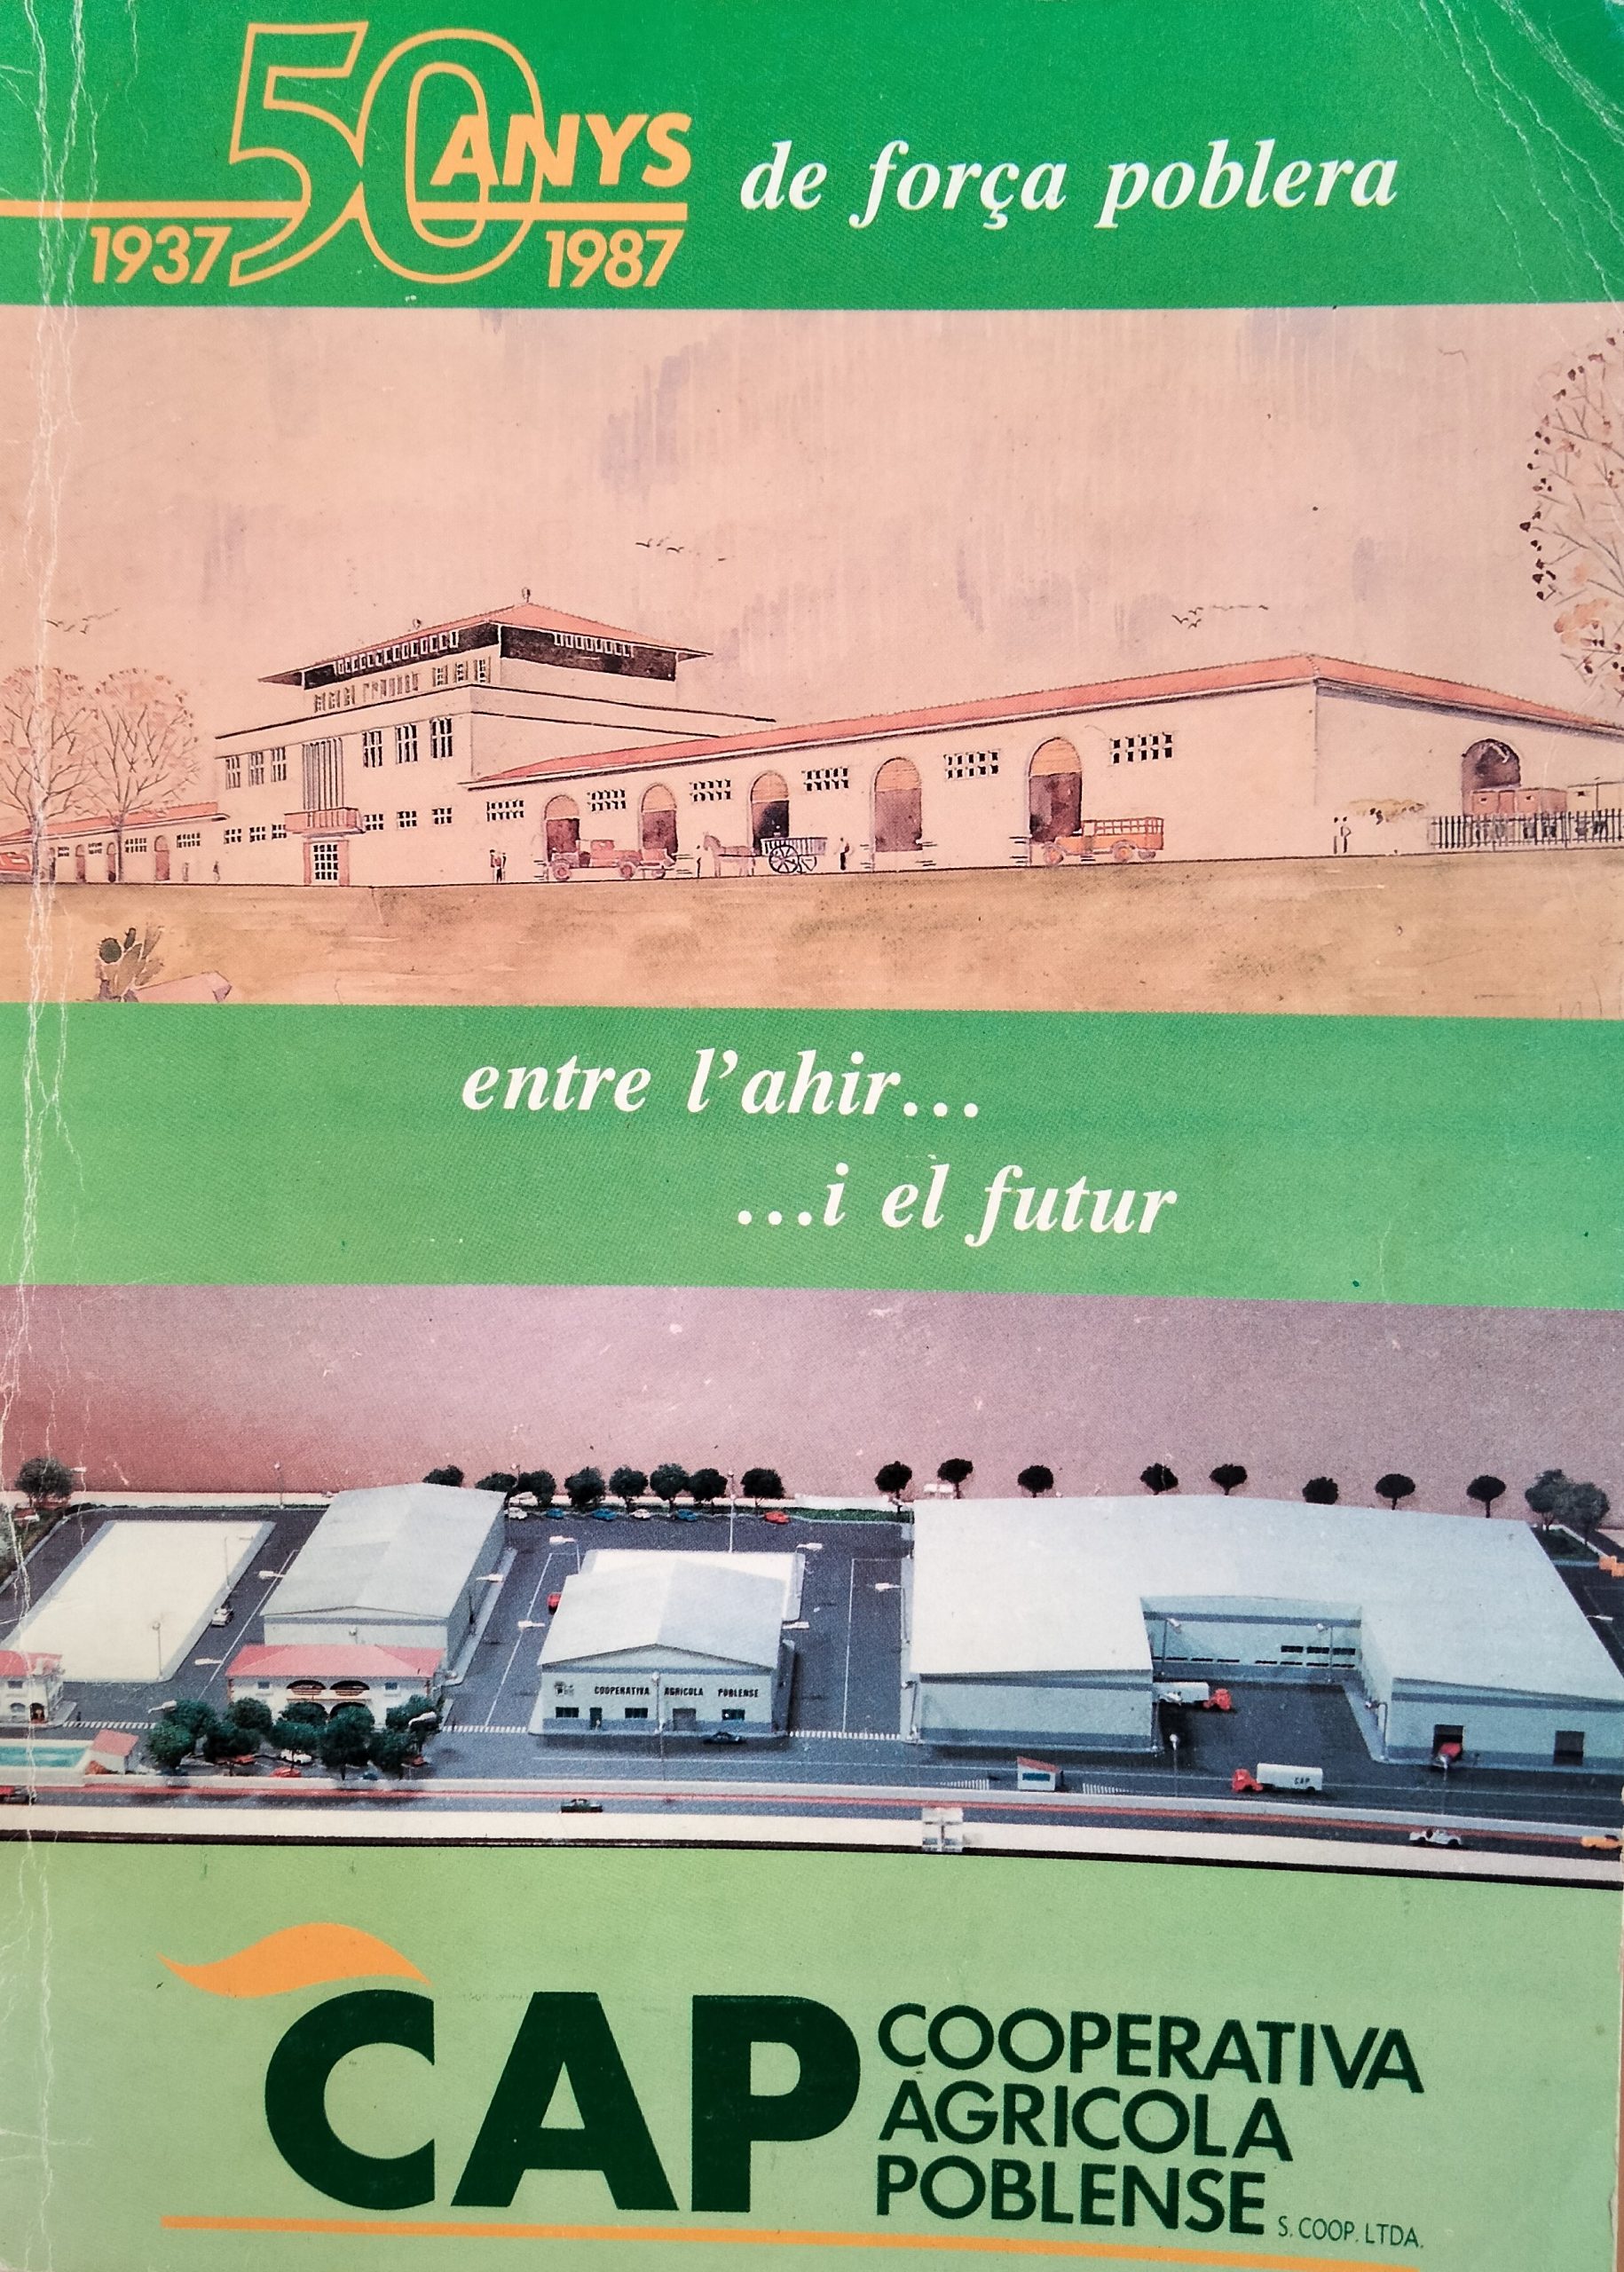 50 ANYS
1937 1987
de força poblera
entre l'ahir...
...i el futur
COOPERATIVA AGRICOLA POBLENSE
CAP
CAP
COOPERATIVA
AGRICOLA
POBLENSE
S. COOP. LTDA.